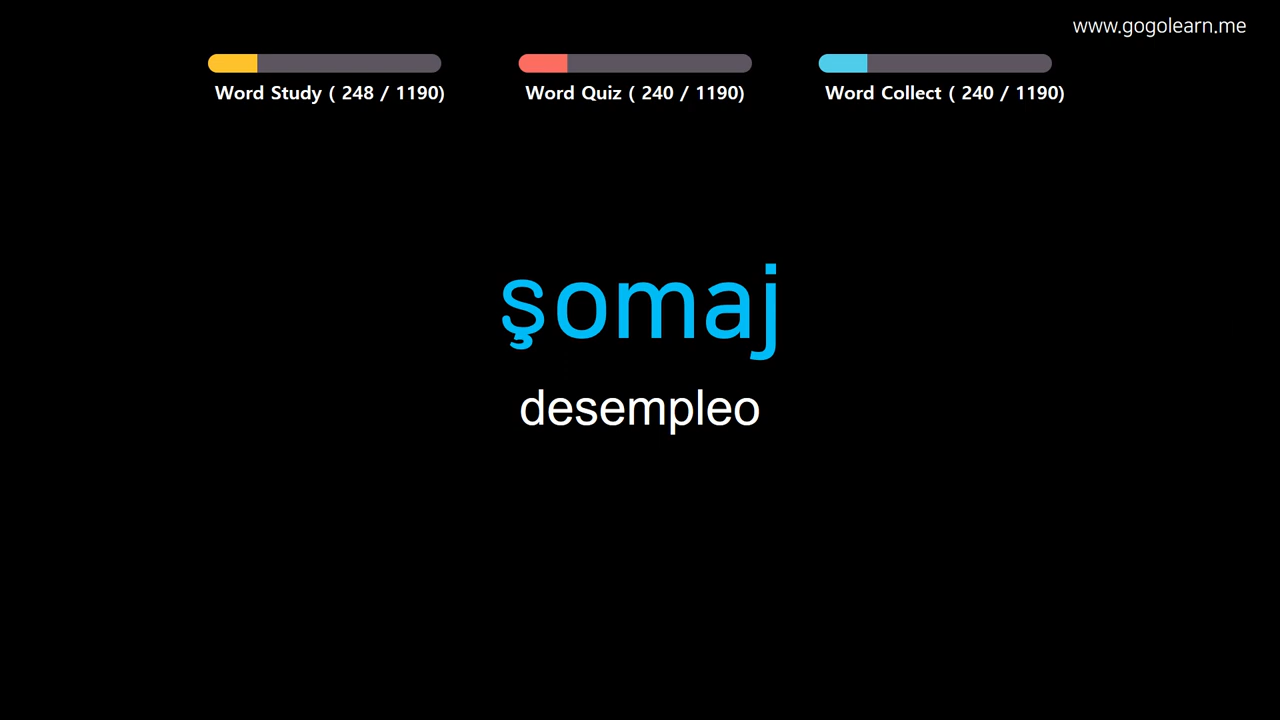 www.gogolearn.me
Word Study ( 248 / 1190)
Word Quiz ( 240 / 1190)
Word Collect ( 240 / 1190)
şomaj
desempleo